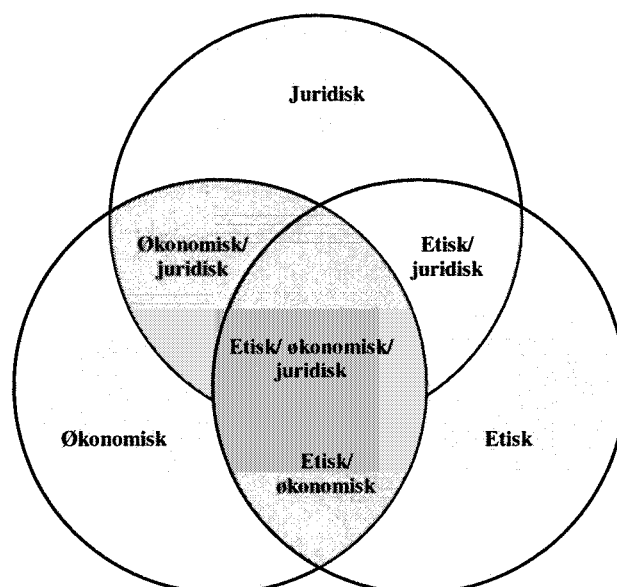 Juridisk
Økonomisk/
juridisk
Etisk/
juridisk
Etisk/ økonomisk/
juridisk
Økonomisk
Etisk
Etisk/
økonomisk